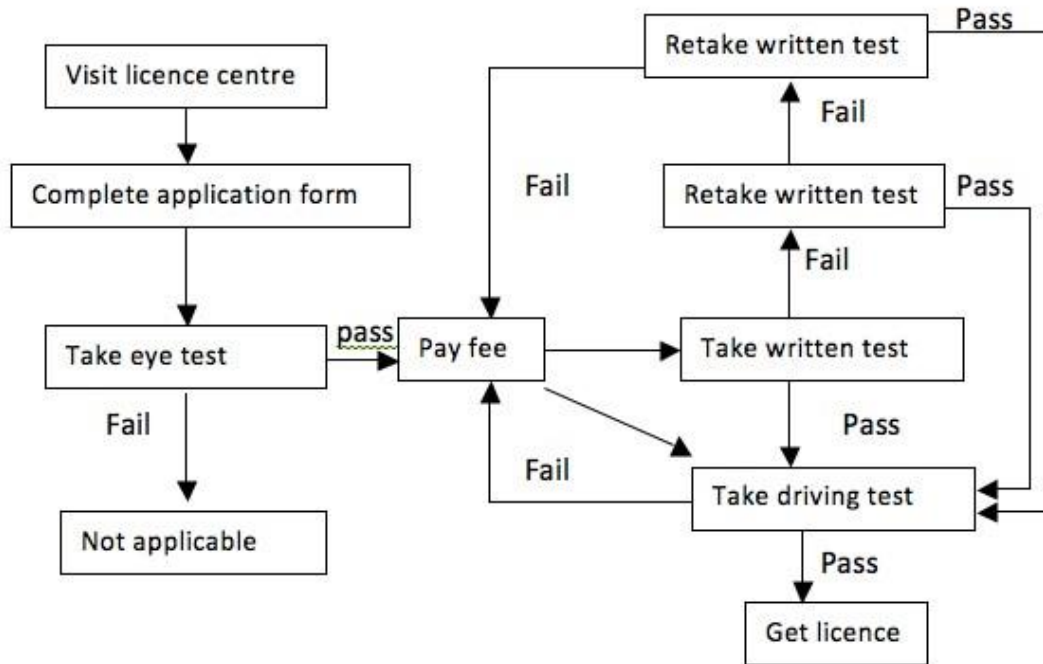 Visit licence centre
Complete application form
Take eye test
Fail
Not applicable
pass
Pay fee
Fail
Fail
Retake written test
Pass
Fail
Retake written test
Pass
Fail
Take written test
Pass
Take driving test
Pass
Get licence